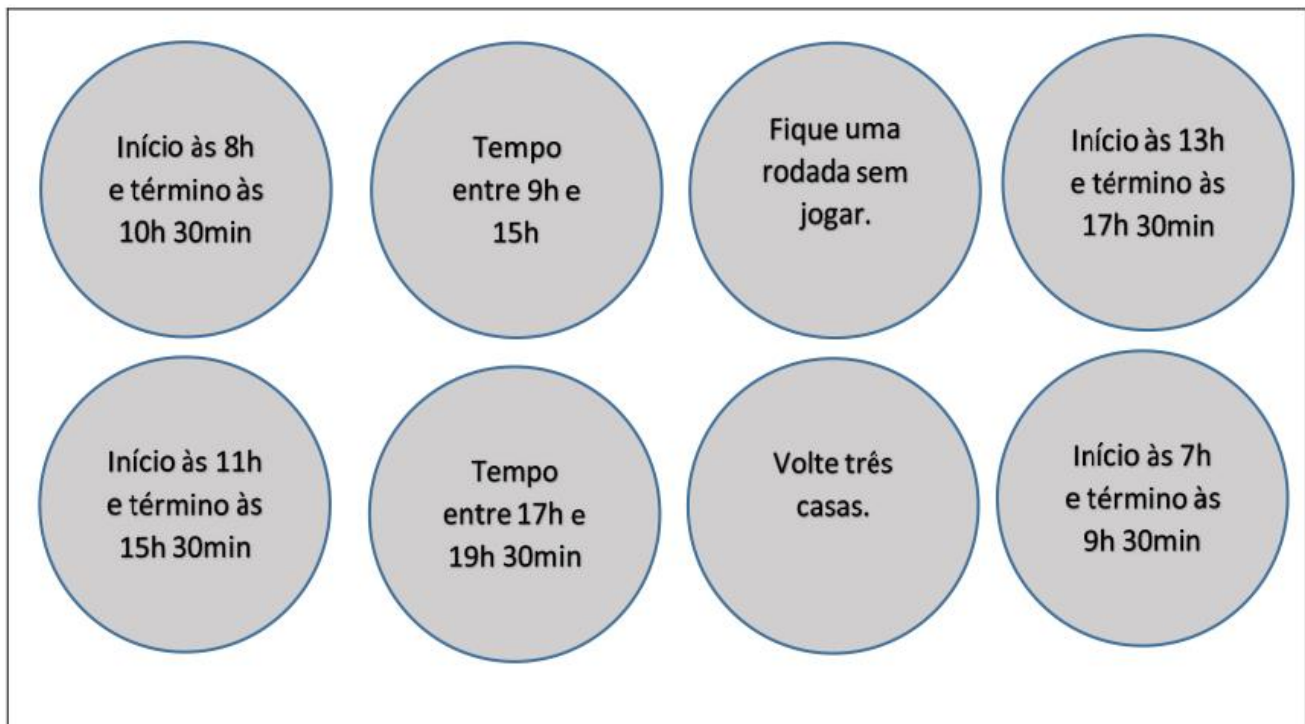 Início às 8h
e término às
10h 30min
Tempo
entre 9h e
15h
Fique uma
rodada sem
jogar.
Início às 13h
e término às
17h 30min
Início às 11h
e término às
15h 30min
Tempo
entre 17h e
19h 30min
Volte três
casas.
Início às 7h
e término às
9h 30min